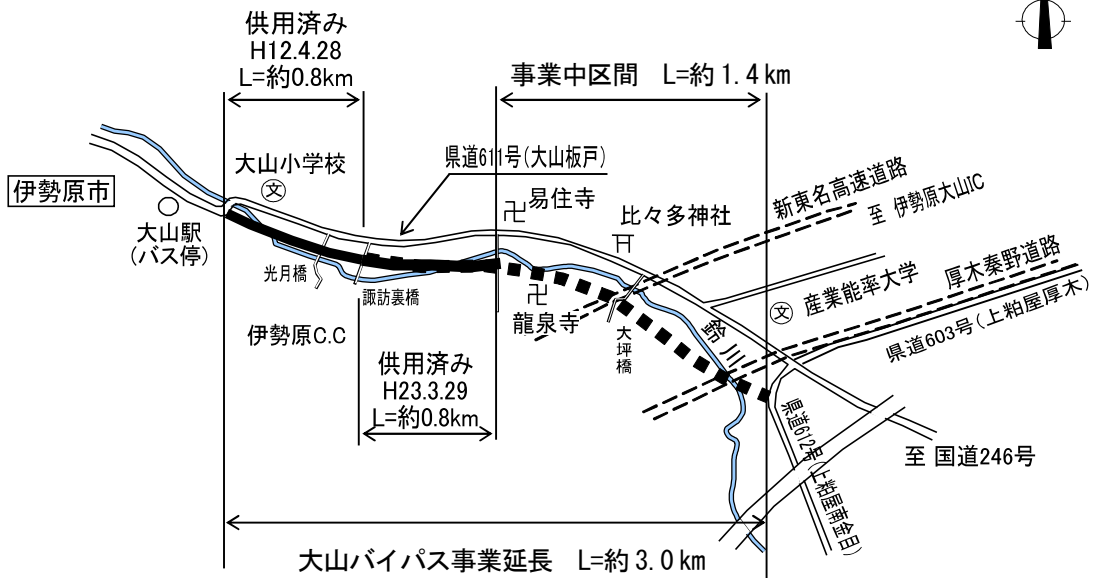 供用済み
H12.4.28
L=約0.8km
事業中区間 L=約1.4km
大山小学校
文
県道611号(大山板戸)
伊勢原市
易住寺
比々多神社
新東名高速道路
至 伊勢原大山IC
大山駅
(バス停)
光月橋
諏訪裏橋
龍泉寺
大坪橋
鈴川
文
産業能率大学
厚木秦野道路
県道603号(上粕屋厚木)
伊勢原C.C
供用済み
H23.3.29
L=約0.8km
県道612号(上粕屋南金目)
至 国道246号
大山バイパス事業延長 L=約3.0km